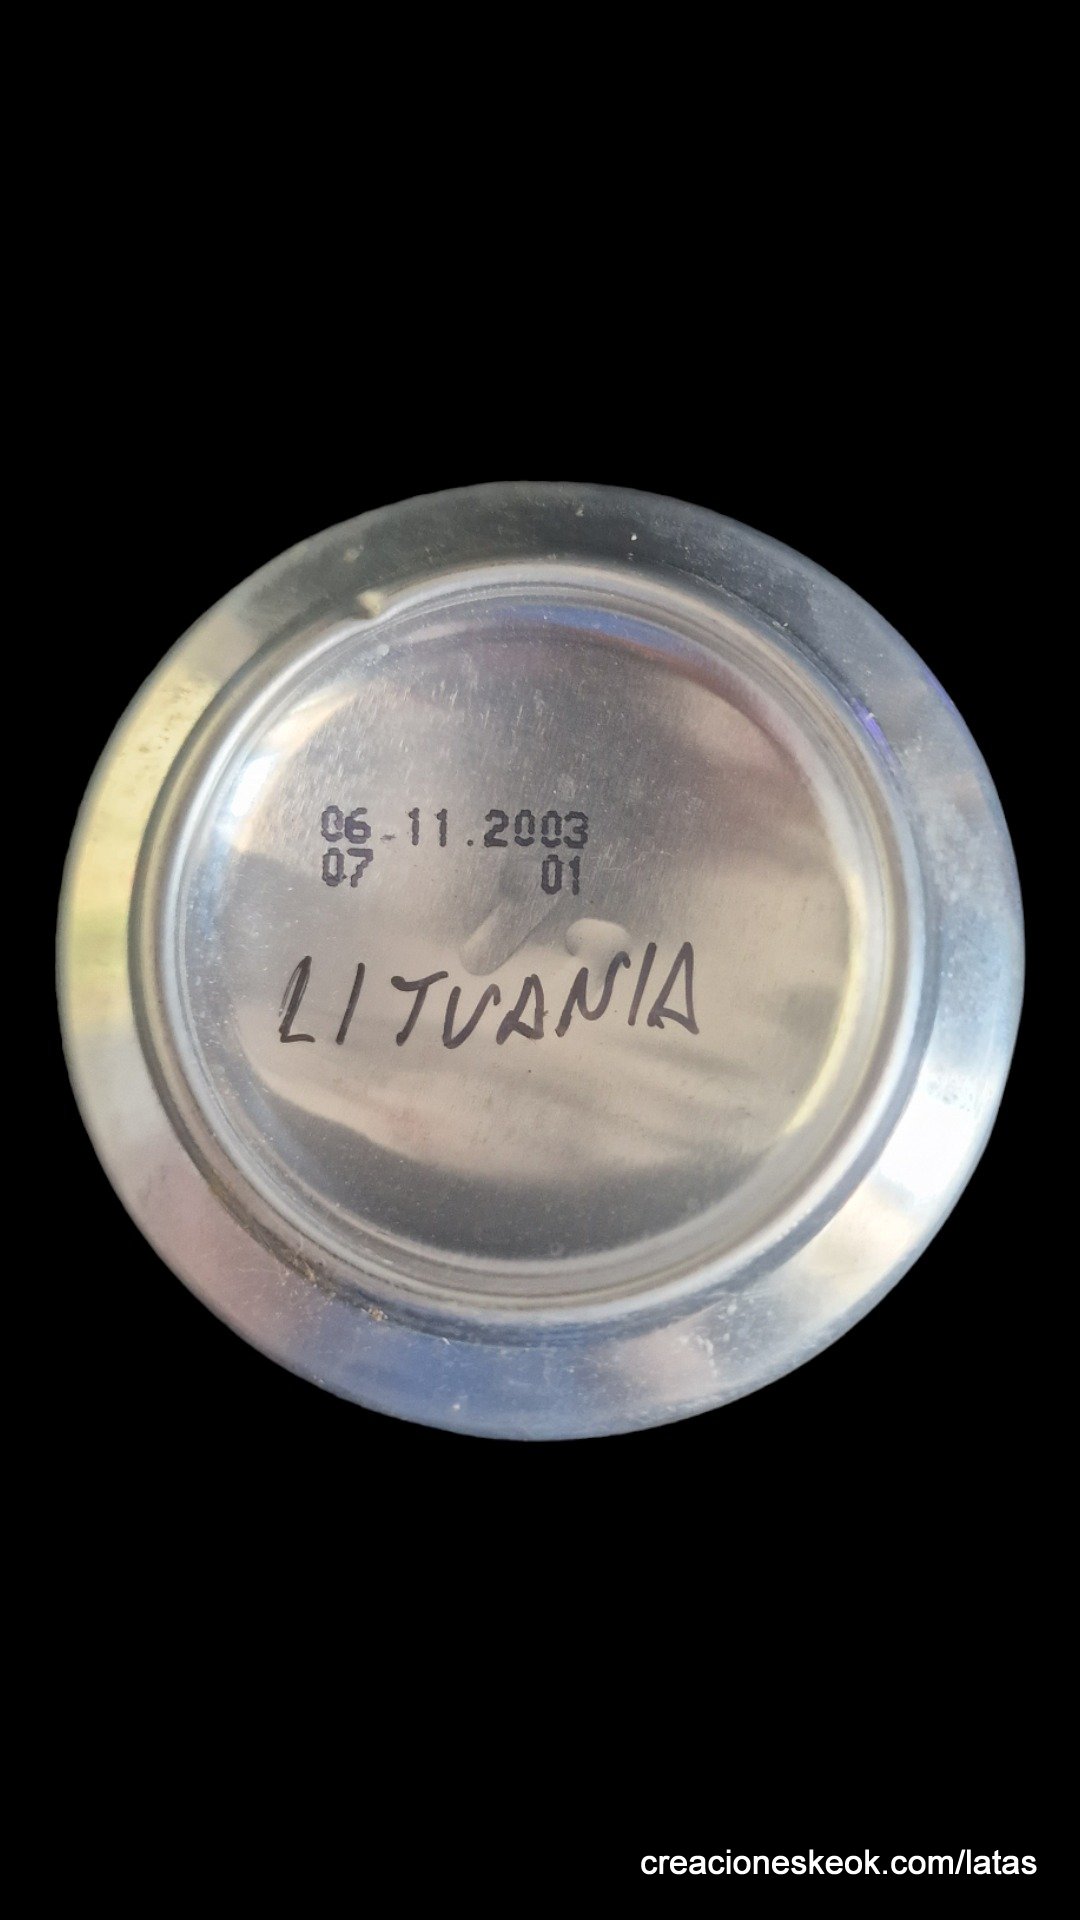 06.11.2003
07 01
LITUANIA
creacioneskeok.com/latas